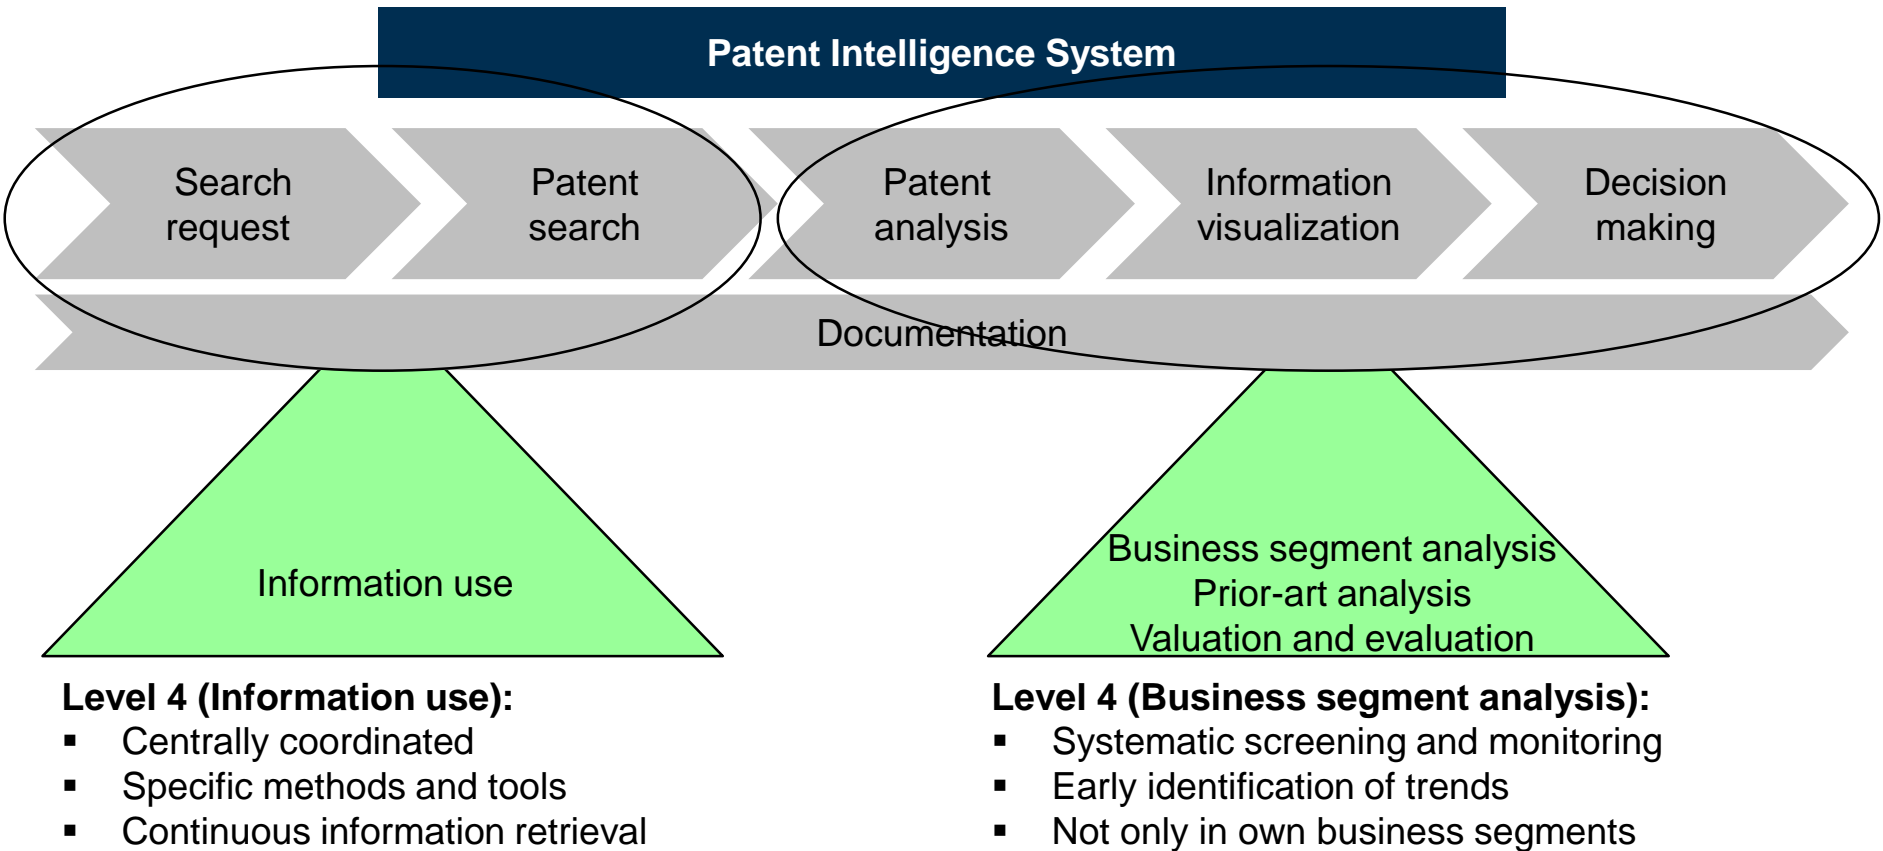 Patent Intelligence System
Search
request
Patent
search
Patent
analysis
Information
visualization
Decision
making
Documentation
Information use
Business segment analysis
Prior-art analysis
Valuation and evaluation
Level 4 (Information use):
▪ Centrally coordinated
▪ Specific methods and tools
▪ Continuous information retrieval
Level 4 (Business segment analysis):
▪ Systematic screening and monitoring
▪ Early identification of trends
▪ Not only in own business segments